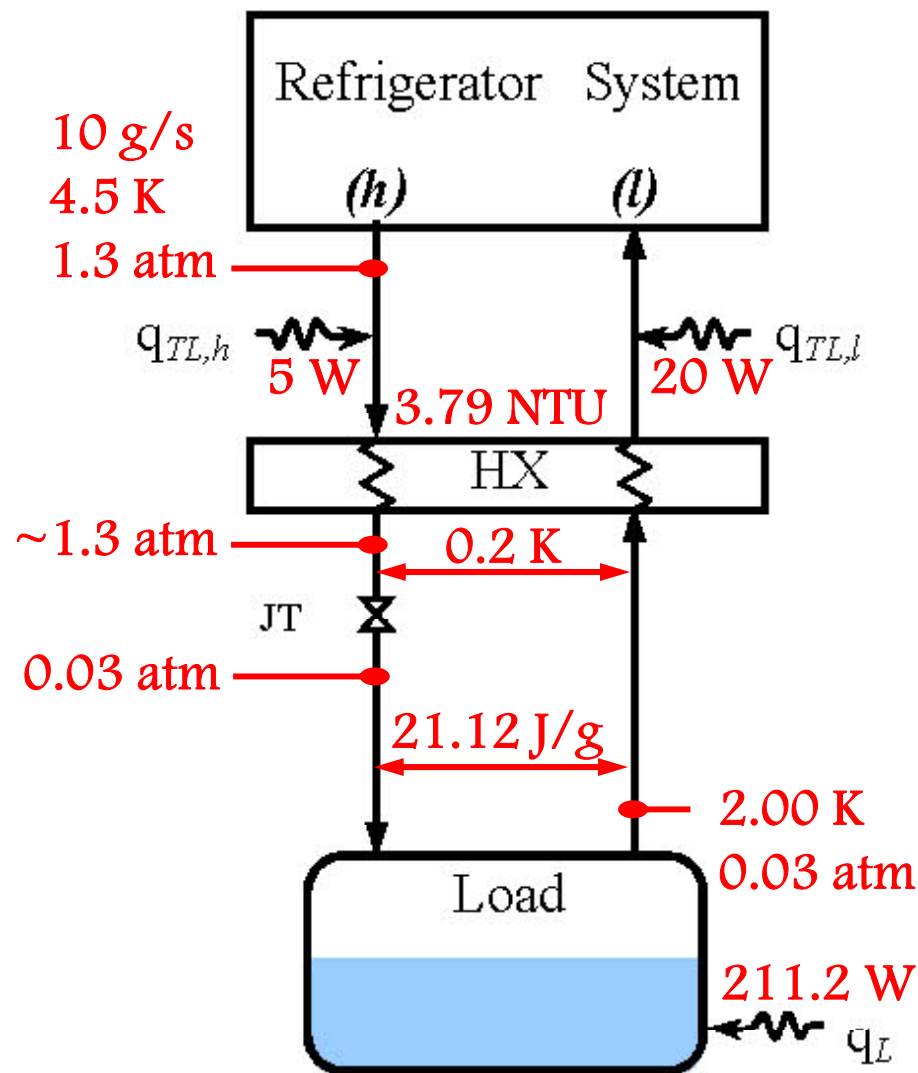 Refrigerator System
10 g/s
4.5 K
(h) (l)
1.3 atm
qTL,h
qTL,l
5 W
20 W
3.79 NTU
HX
~1.3 atm
0.2 K
JT
0.03 atm
21.12 J/g
2.00 K
0.03 atm
Load
211.2 W
qL